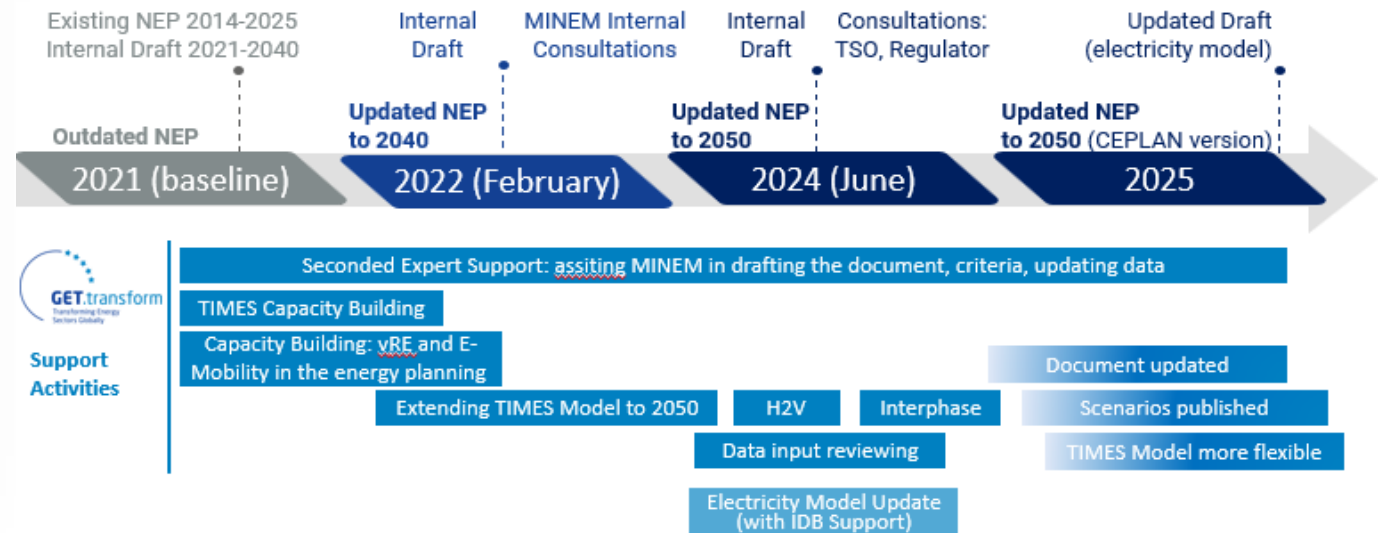 Existing NEP 2014-2025
Internal Draft 2021-2040
Internal
Draft
MINEM Internal
Consultations
Internal
Draft
Consultations:
TSO, Regulator
Updated Draft
(electricity model)
Outdated NEP
Updated NEP
to 2040
Updated NEP
to 2050
Updated NEP
to 2050 (CEPLAN version)
2021 (baseline)
2022 (February)
2024 (June)
2025
GET.transform
Transforming Energy
Sectors Globally
Support
Activities
Seconded Expert Support: assiting MINEM in drafting the document, criteria, updating data
TIMES Capacity Building
Capacity Building: vRE and E-
Mobility in the energy planning
Document updated
Extending TIMES Model to 2050
H2V
Interphase
Scenarios published
Data input reviewing
TIMES Model more flexible
Electricity Model Update
(with IDB Support)